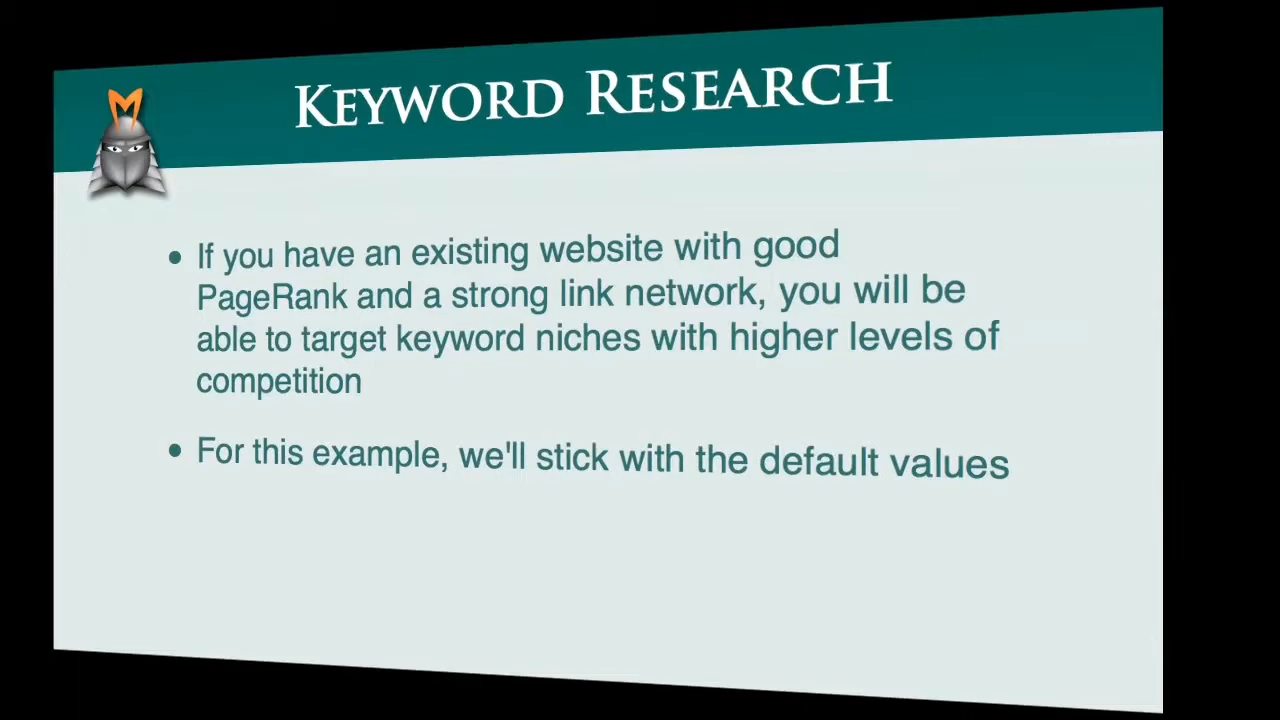 KEYWORD RESEARCH
• If you have an existing website with good
PageRank and a strong link network, you will be
able to target keyword niches with higher levels of
competition
• For this example, we'll stick with the default values